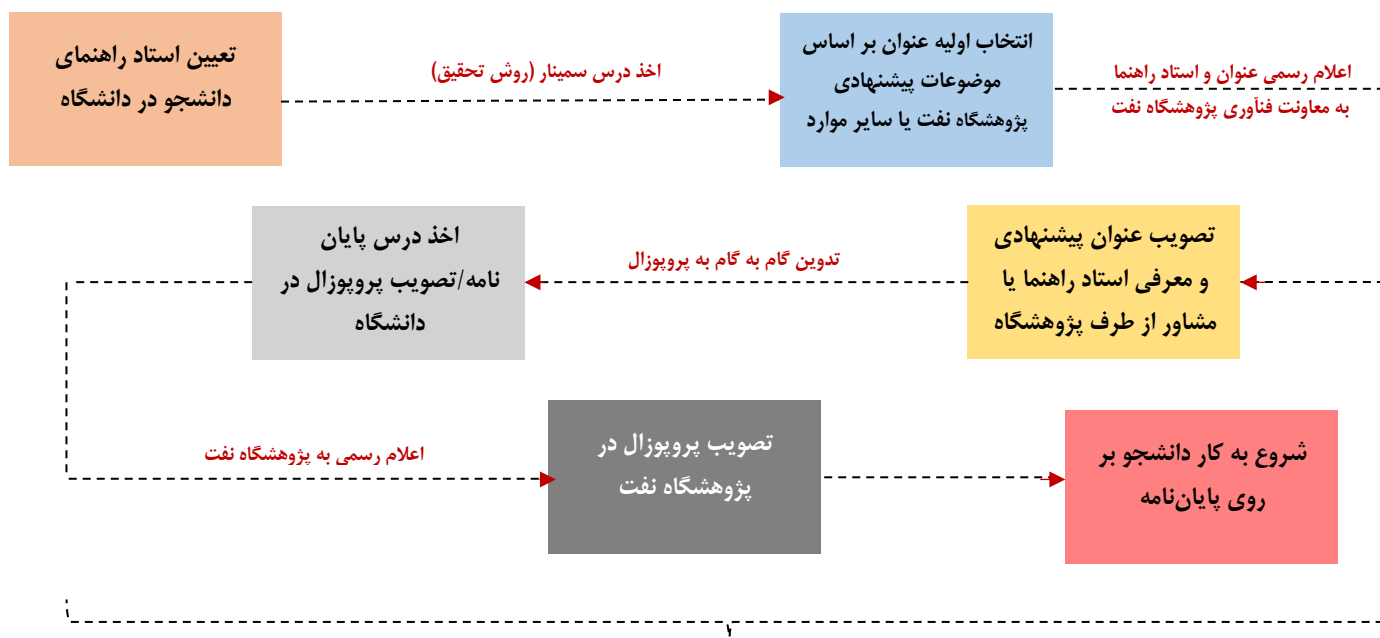 تعیین استاد راهنمای
دانشجو در دانشگاه
اخذ درس سمینار (روش تحقیق)
انتخاب اولیه عنوان بر اساس
موضوعات پیشنهادی
پژوهشگاه نفت یا سایر موارد
اعلام رسمی عنوان و استاد راهنما
به معاونت فنآوری پژوهشگاه نفت
تصویب عنوان پیشنهادی
و معرفی استاد راهنما یا
مشاور از طرف پژوهشگاه
تدوین گام به گام به پروپوزال
اخذ درس پایان
نامه/تصویب پروپوزال در
دانشگاه
اعلام رسمی به پژوهشگاه نفت
تصویب پروپوزال در
پژوهشگاه نفت
شروع به کار دانشجو بر
روی پایان‌نامه